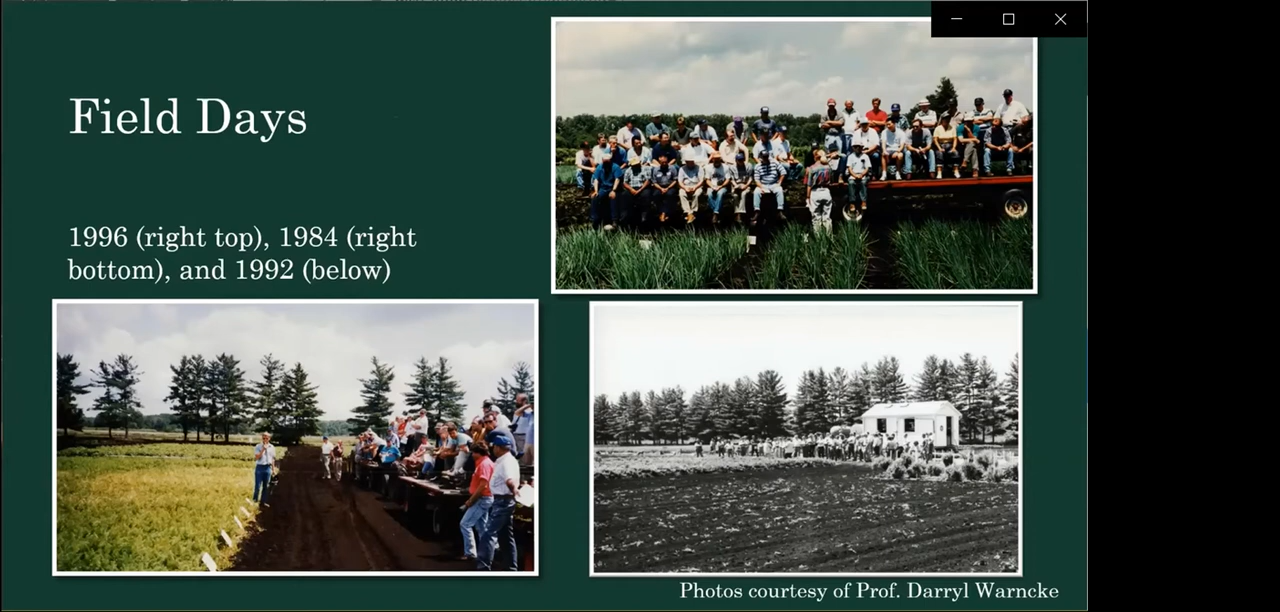 Field Days
1996 (right top), 1984 (right
bottom), and 1992 (below)
Photos courtesy of Prof. Darryl Warncke